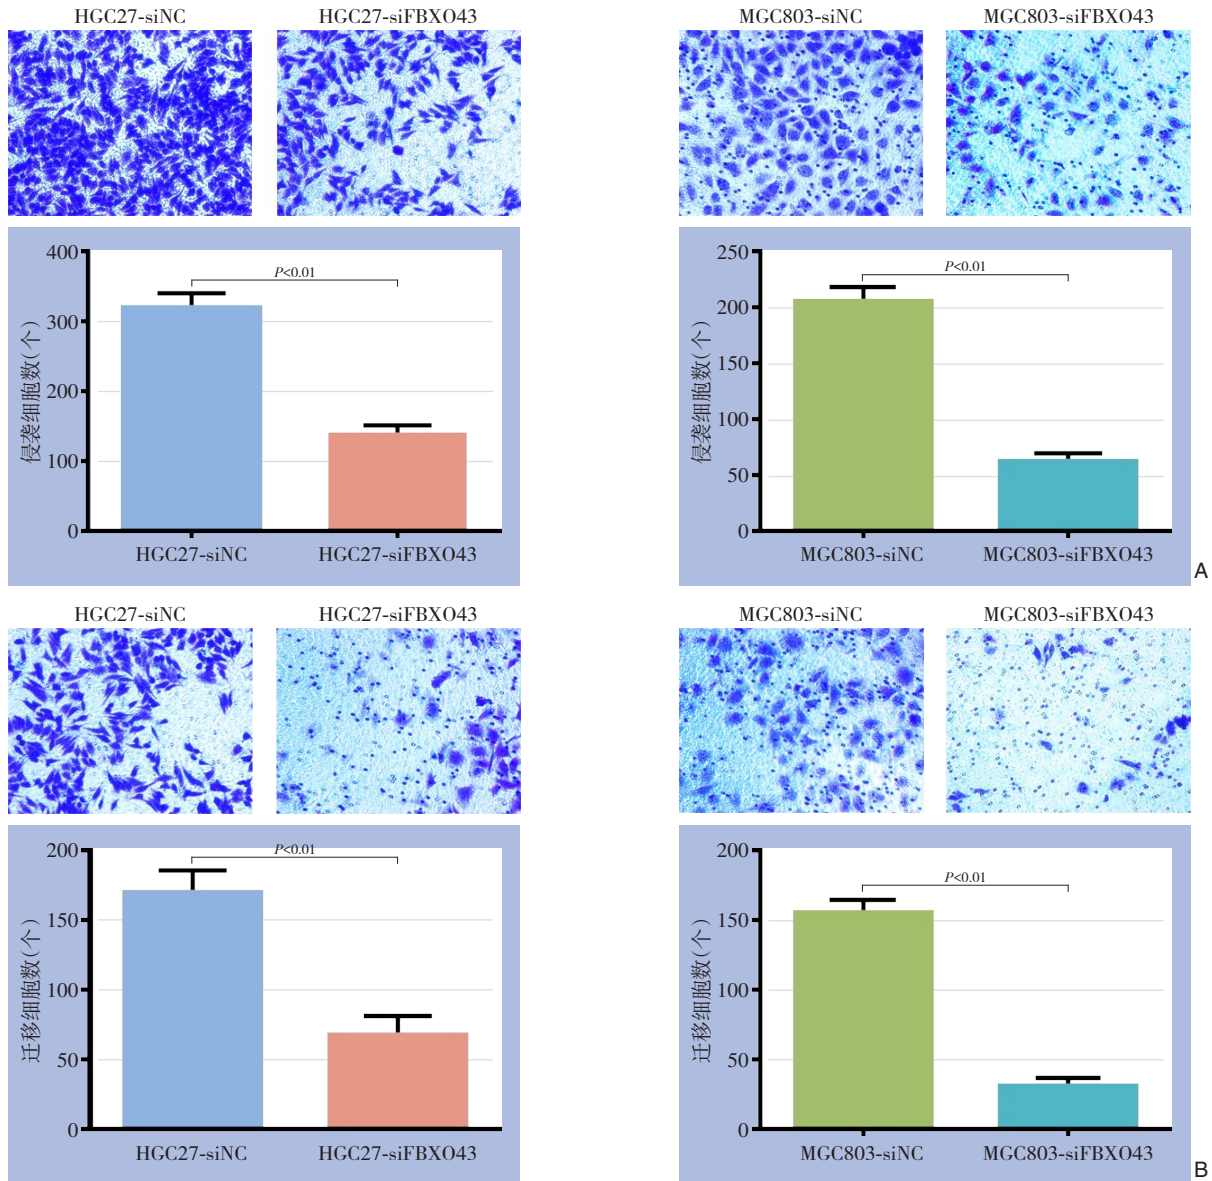 HGC27-siNC
HGC27-siFBXO43
MGC803-siNC
MGC803-siFBXO43
400
300
200
100
0
侵袭细胞数(个)
P<0.01
HGC27-siNC
HGC27-siFBXO43
250
200
150
100
50
0
侵袭细胞数(个)
P<0.01
MGC803-siNC
MGC803-siFBXO43
A
HGC27-siNC
HGC27-siFBXO43
MGC803-siNC
MGC803-siFBXO43
200
150
100
50
0
迁移细胞数(个)
P<0.01
HGC27-siNC
HGC27-siFBXO43
200
150
100
50
0
迁移细胞数(个)
P<0.01
MGC803-siNC
MGC803-siFBXO43
B